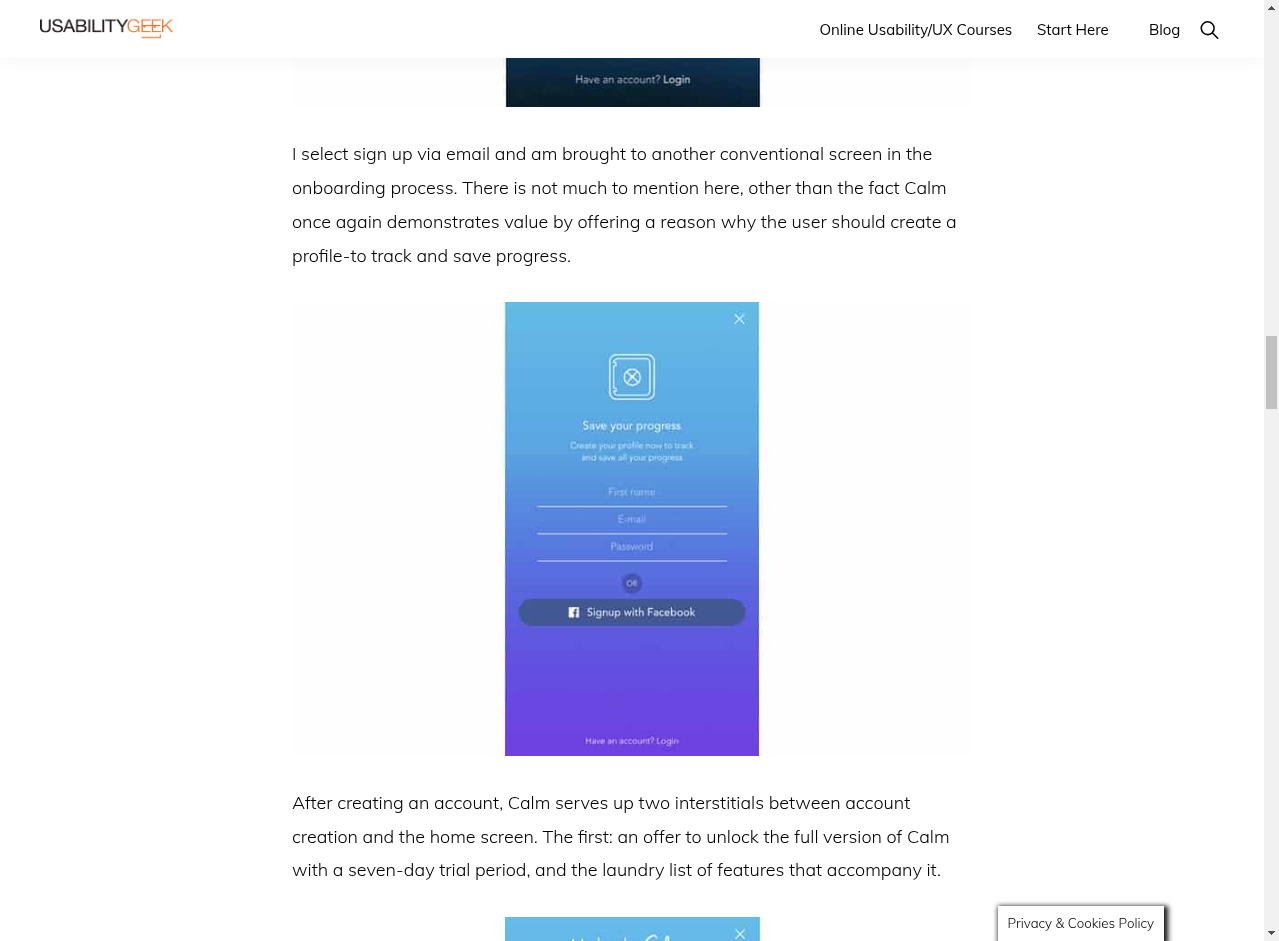 USABILITYGEEK
Online Usability/UX Courses
Start Here
Blog
Have an account? Login
I select sign up via email and am brought to another conventional screen in the
onboarding process. There is not much to mention here, other than the fact Calm
once again demonstrates value by offering a reason why the user should create a
profile-to track and save progress.
Save your progress
Create your profile now to track
and save all your progress
First name
E-mail
Password
OR
Signup with Facebook
Have an account? Login
After creating an account, Calm serves up two interstitials between account
creation and the home screen. The first: an offer to unlock the full version of Calm
with a seven-day trial period, and the laundry list of features that accompany it.
Privacy & Cookies Policy